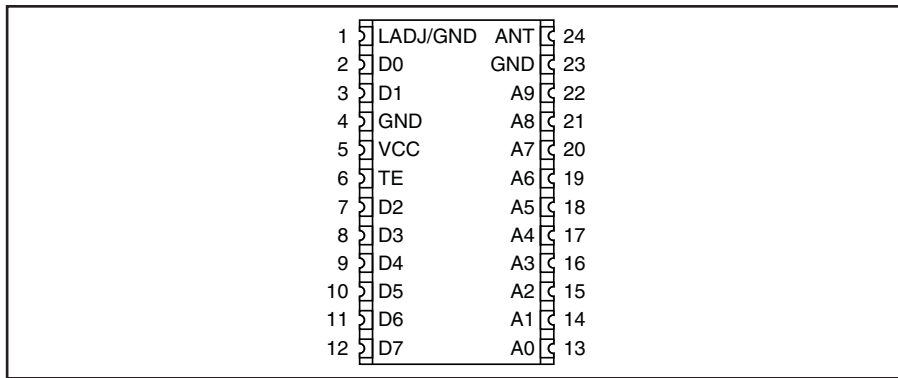 1 LADJ/GND ANT 24
2 D0 GND 23
3 D1 A9 22
4 GND A8 21
5 VCC A7 20
6 TE A6 19
7 D2 A5 18
8 D3 A4 17
9 D4 A3 16
10 D5 A2 15
11 D6 A1 14
12 D7 A0 13